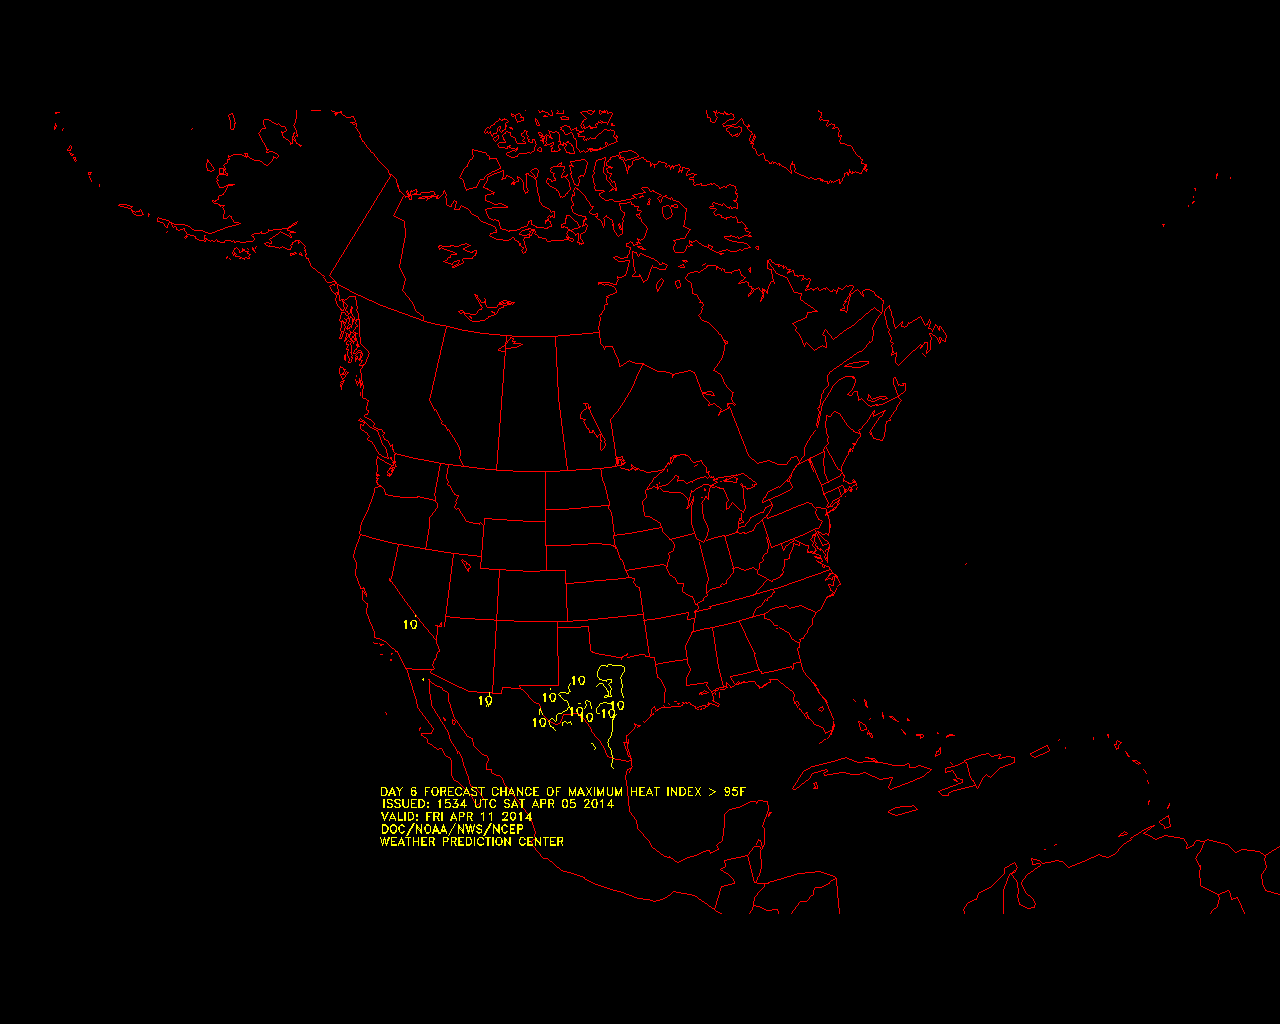 10
10
10
10
10
10
10
10
10
DAY 6 FORECAST CHANCE OF MAXIMUM HEAT INDEX > 95F
ISSUED: 1534 UTC SAT APR 05 2014
VALID: FRI APR 11 2014
DOC/NOAA/NWS/NCEP
WEATHER PREDICTION CENTER